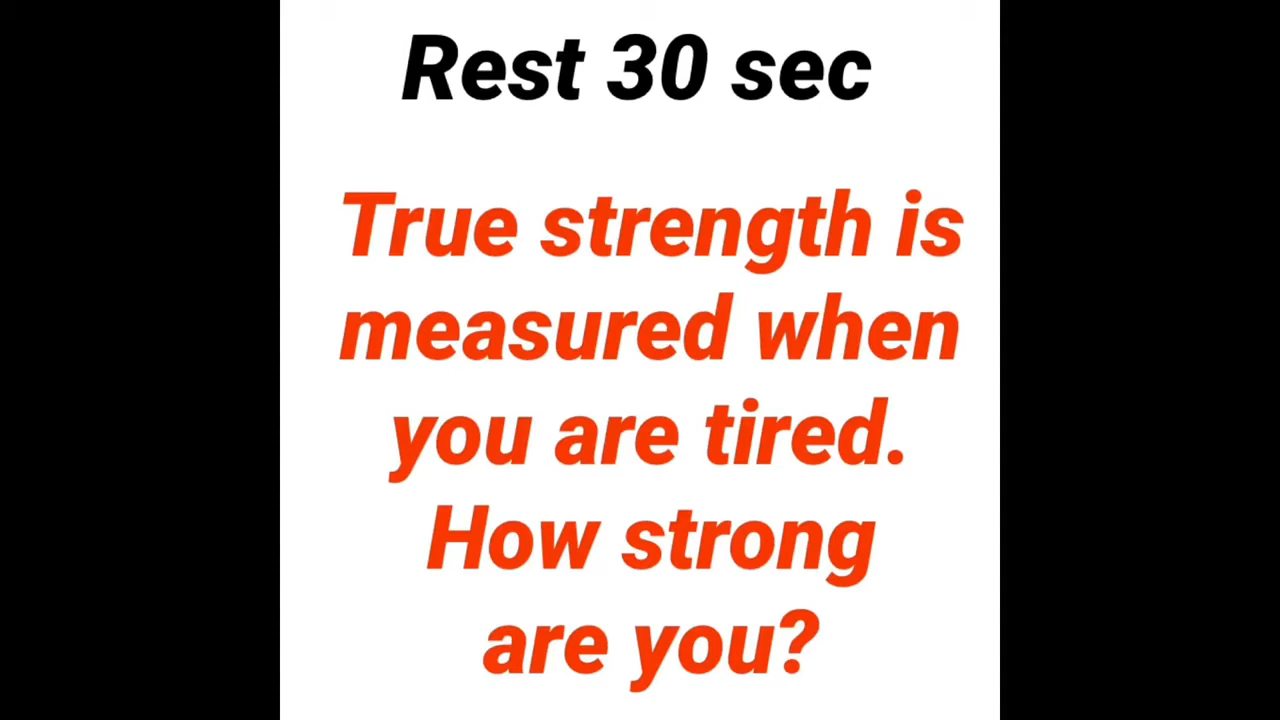 Rest 30 sec
True strength is
measured when
you are tired.
How strong
are you?